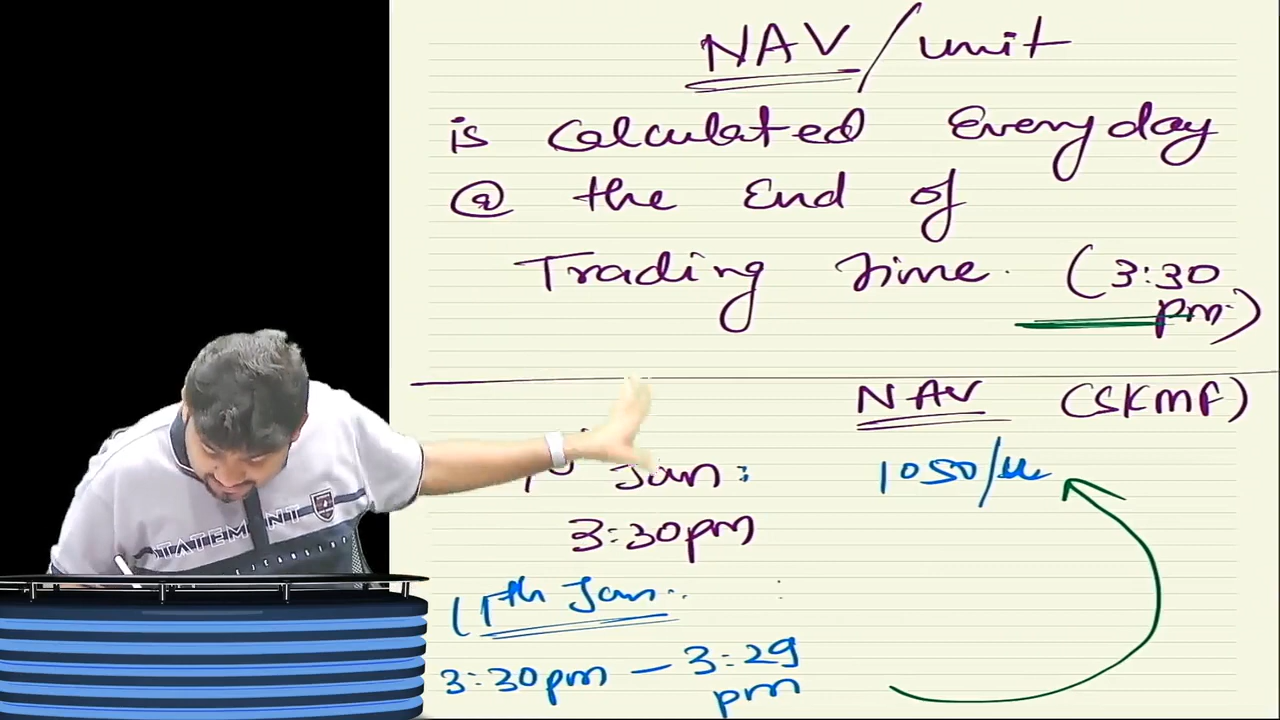 NAV/unit
is Calculated Everyday
@ the End of
Trading time. (3:30
pm)
NAV (SKMF)
Jan: 1050/u
3:30pm
Jan.
3:30pm — 3:29
pm
STATEMENT